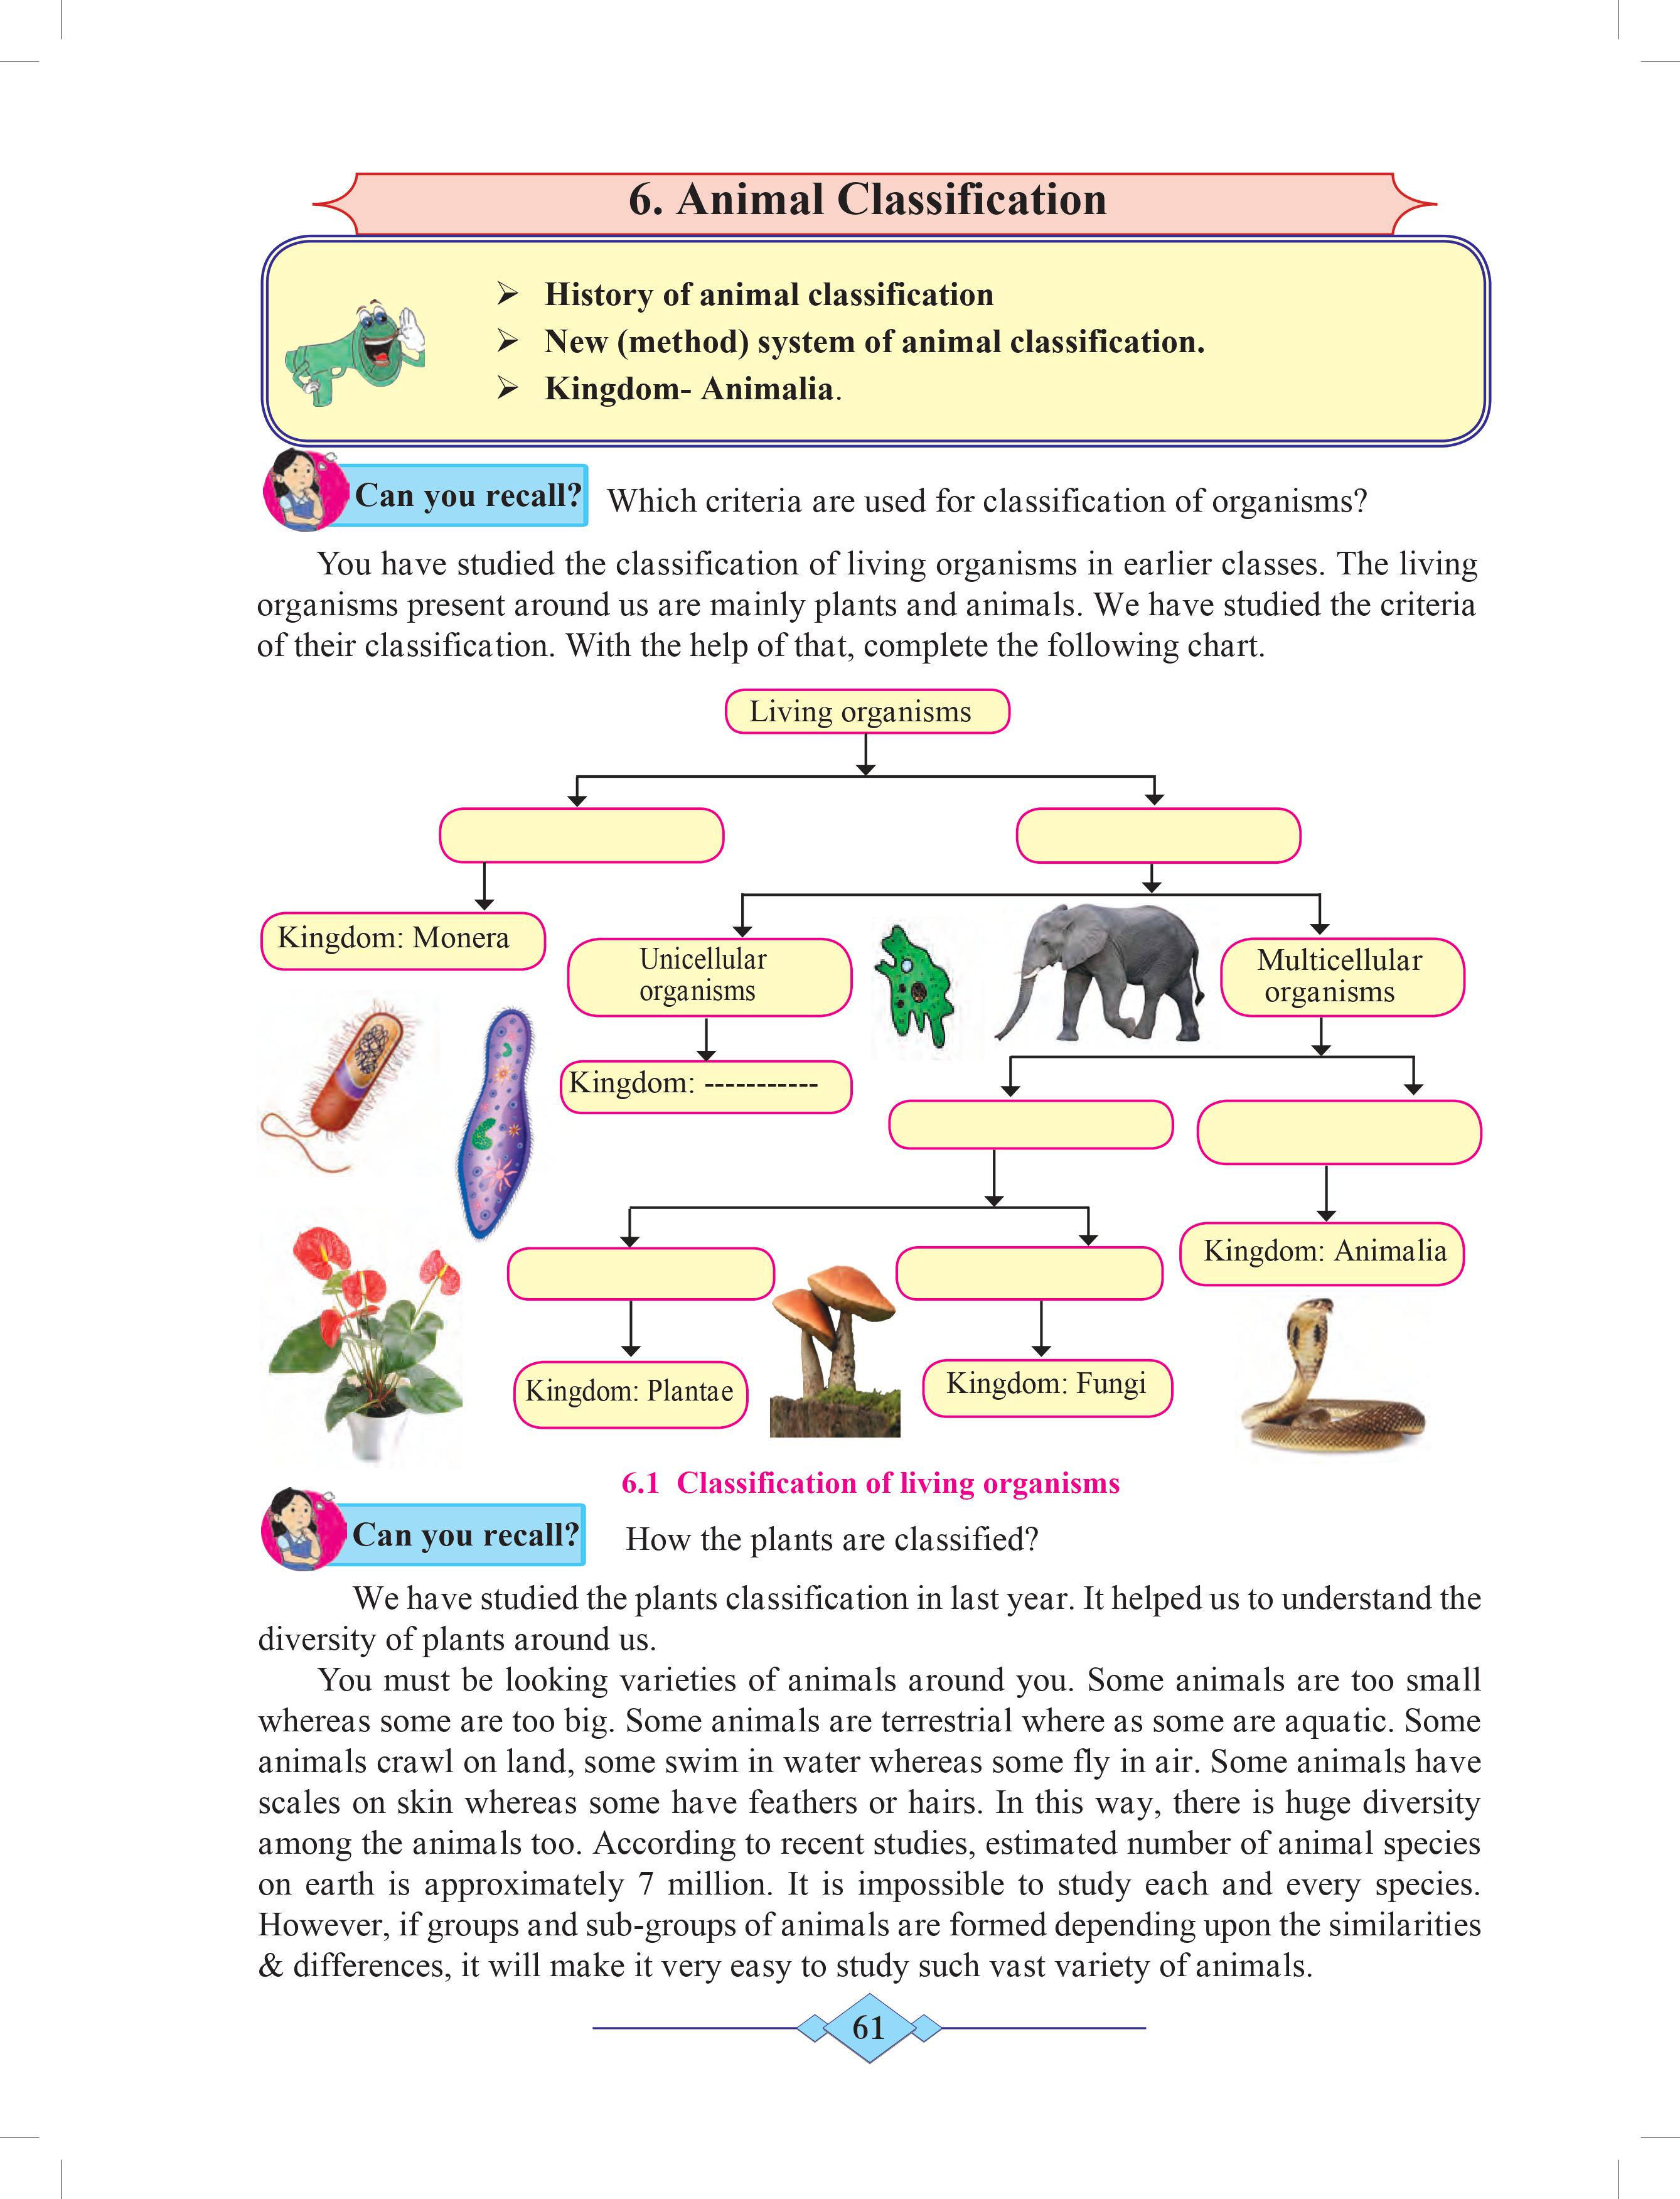 6. Animal Classification
➢ History of animal classification
➢ New (method) system of animal classification.
➢ Kingdom- Animalia.
Can you recall? Which criteria are used for classification of organisms?
You have studied the classification of living organisms in earlier classes. The living
organisms present around us are mainly plants and animals. We have studied the criteria
of their classification. With the help of that, complete the following chart.
Living organisms
Kingdom: Monera
Unicellular
organisms
Multicellular
organisms
Kingdom: -----------
Kingdom: Animalia
Kingdom: Plantae
Kingdom: Fungi
6.1 Classification of living organisms
Can you recall? How the plants are classified?
We have studied the plants classification in last year. It helped us to understand the
diversity of plants around us.
You must be looking varieties of animals around you. Some animals are too small
whereas some are too big. Some animals are terrestrial where as some are aquatic. Some
animals crawl on land, some swim in water whereas some fly in air. Some animals have
scales on skin whereas some have feathers or hairs. In this way, there is huge diversity
among the animals too. According to recent studies, estimated number of animal species
on earth is approximately 7 million. It is impossible to study each and every species.
However, if groups and sub-groups of animals are formed depending upon the similarities
& differences, it will make it very easy to study such vast variety of animals.
61